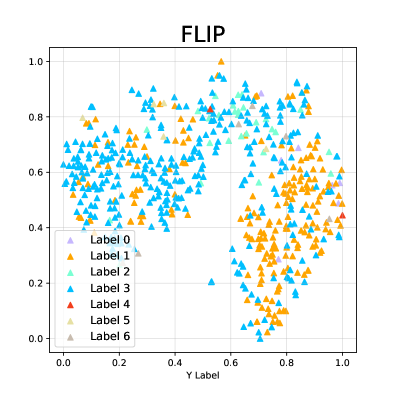 FLIP
1.0
0.8
0.6
0.4
0.2
0.0
Label 0
Label 1
Label 2
Label 3
Label 4
Label 5
Label 6
0.0 0.2 0.4 0.6 0.8 1.0
Y Label